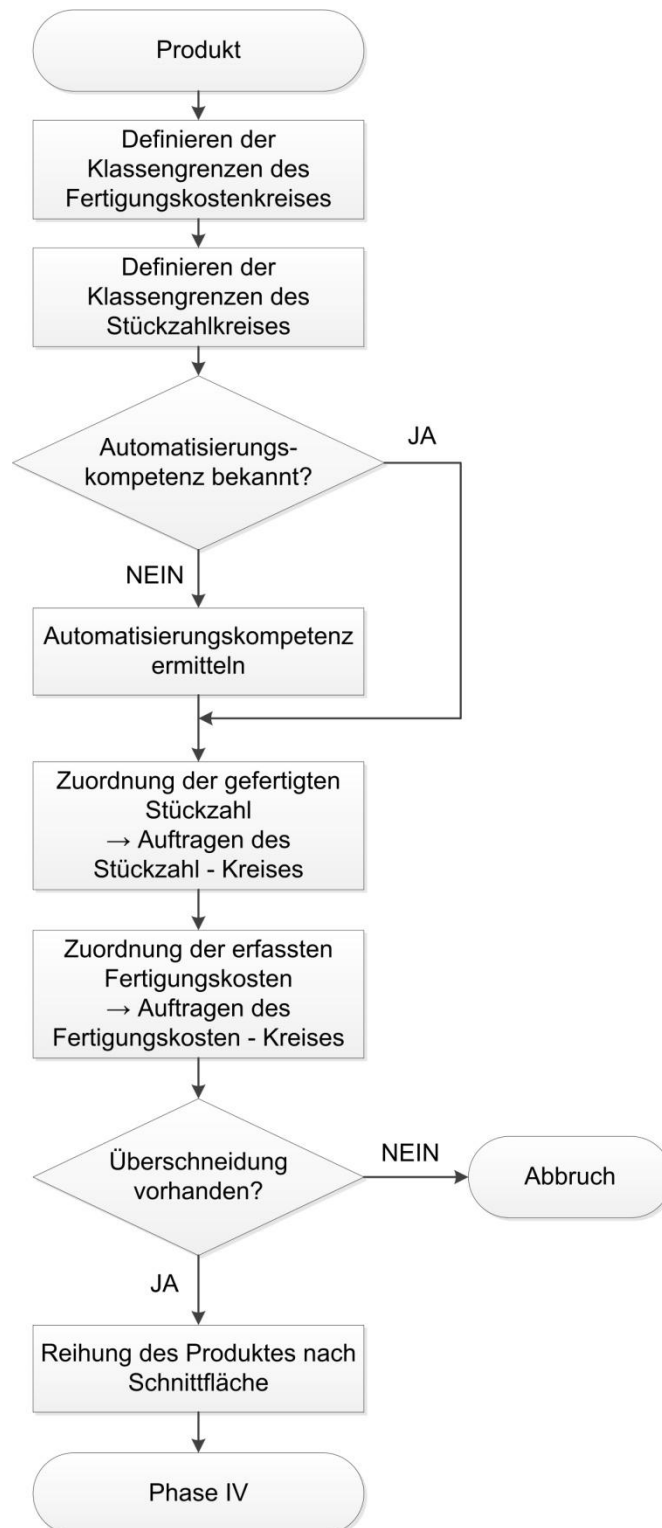 Produkt
Definieren der
Klassengrenzen des
Fertigungskostenkreises
Definieren der
Klassengrenzen des
Stückzahlkreises
Automatisierungs-
kompetenz bekannt?
JA
NEIN
Automatisierungskompetenz
ermitteln
Zuordnung der gefertigten
Stückzahl
→ Auftragen des
Stückzahl - Kreises
Zuordnung der erfassten
Fertigungskosten
→ Auftragen des
Fertigungskosten - Kreises
Überschneidung
vorhanden?
NEIN
Abbruch
JA
Reihung des Produktes nach
Schnittfläche
Phase IV